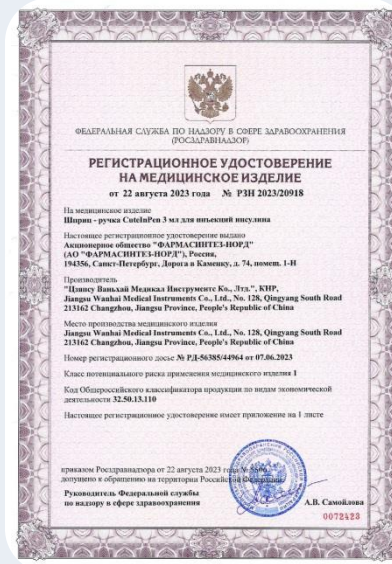 ФЕДЕРАЛЬНАЯ СЛУЖБА ПО НАДЗОРУ В СФЕРЕ ЗДРАВООХРАНЕНИЯ
(РОСЗДРАВНАДЗОР)
РЕГИСТРАЦИОННОЕ УДОСТОВЕРЕНИЕ
НА МЕДИЦИНСКОЕ ИЗДЕЛИЕ
от 22 августа 2023 года № РЗН 2023/20918
На медицинское изделие
Шприц - ручка CuteInPen 3 мл для инъекций инсулина
Настоящее регистрационное удостоверение выдано
Акционерное общество "ФАРМАСИНТЕЗ-НОРД"
(АО "ФАРМАСИНТЕЗ-НОРД"), Россия,
194356, Санкт-Петербург, Дорога в Каменку, д. 74, помещ. 1-Н
Производитель
"Цзянсу Ваньхай Медикал Инструментс Ко., Лтд.", КНР,
Jiangsu Wanhai Medical Instruments Co., Ltd., No. 128, Qingyang South Road
213162 Changzhou, Jiangsu Province, People's Republic of China
Место производства медицинского изделия
Jiangsu Wanhai Medical Instruments Co., Ltd., No. 128, Qingyang South Road
213162 Changzhou, Jiangsu Province, People's Republic of China
Номер регистрационного досье № РД-56385/44964 от 07.06.2023
Класс потенциального риска применения медицинского изделия 1
Код Общероссийского классификатора продукции по видам экономической
деятельности 32.50.13.110
Настоящее регистрационное удостоверение имеет приложение на 1 листе
приказом Росздравнадзора от 22 августа 2023 года №
допущено к обращению на территории Российской Федерации.
Руководитель Федеральной службы
по надзору в сфере здравоохранения
А.В. Самойлова
0072423